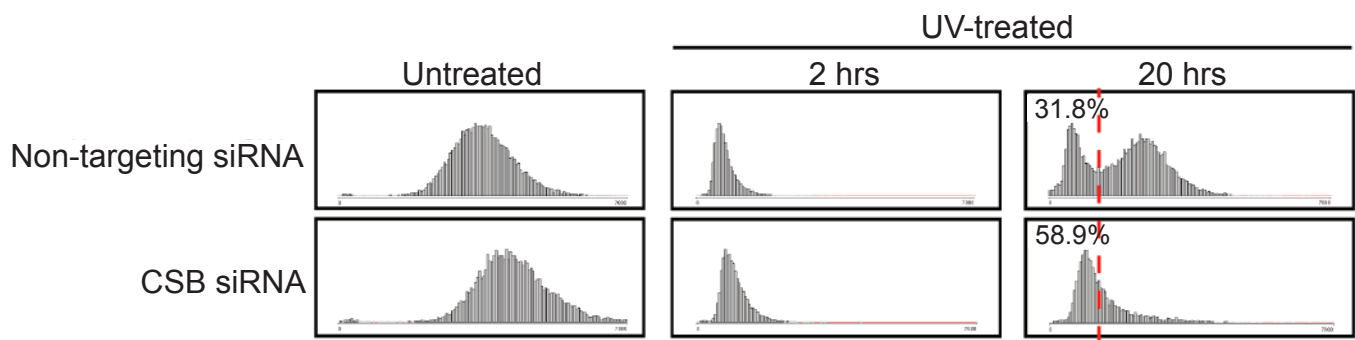 UV-treated
Untreated
2 hrs
20 hrs
Non-targeting siRNA
31.8%
CSB siRNA
58.9%